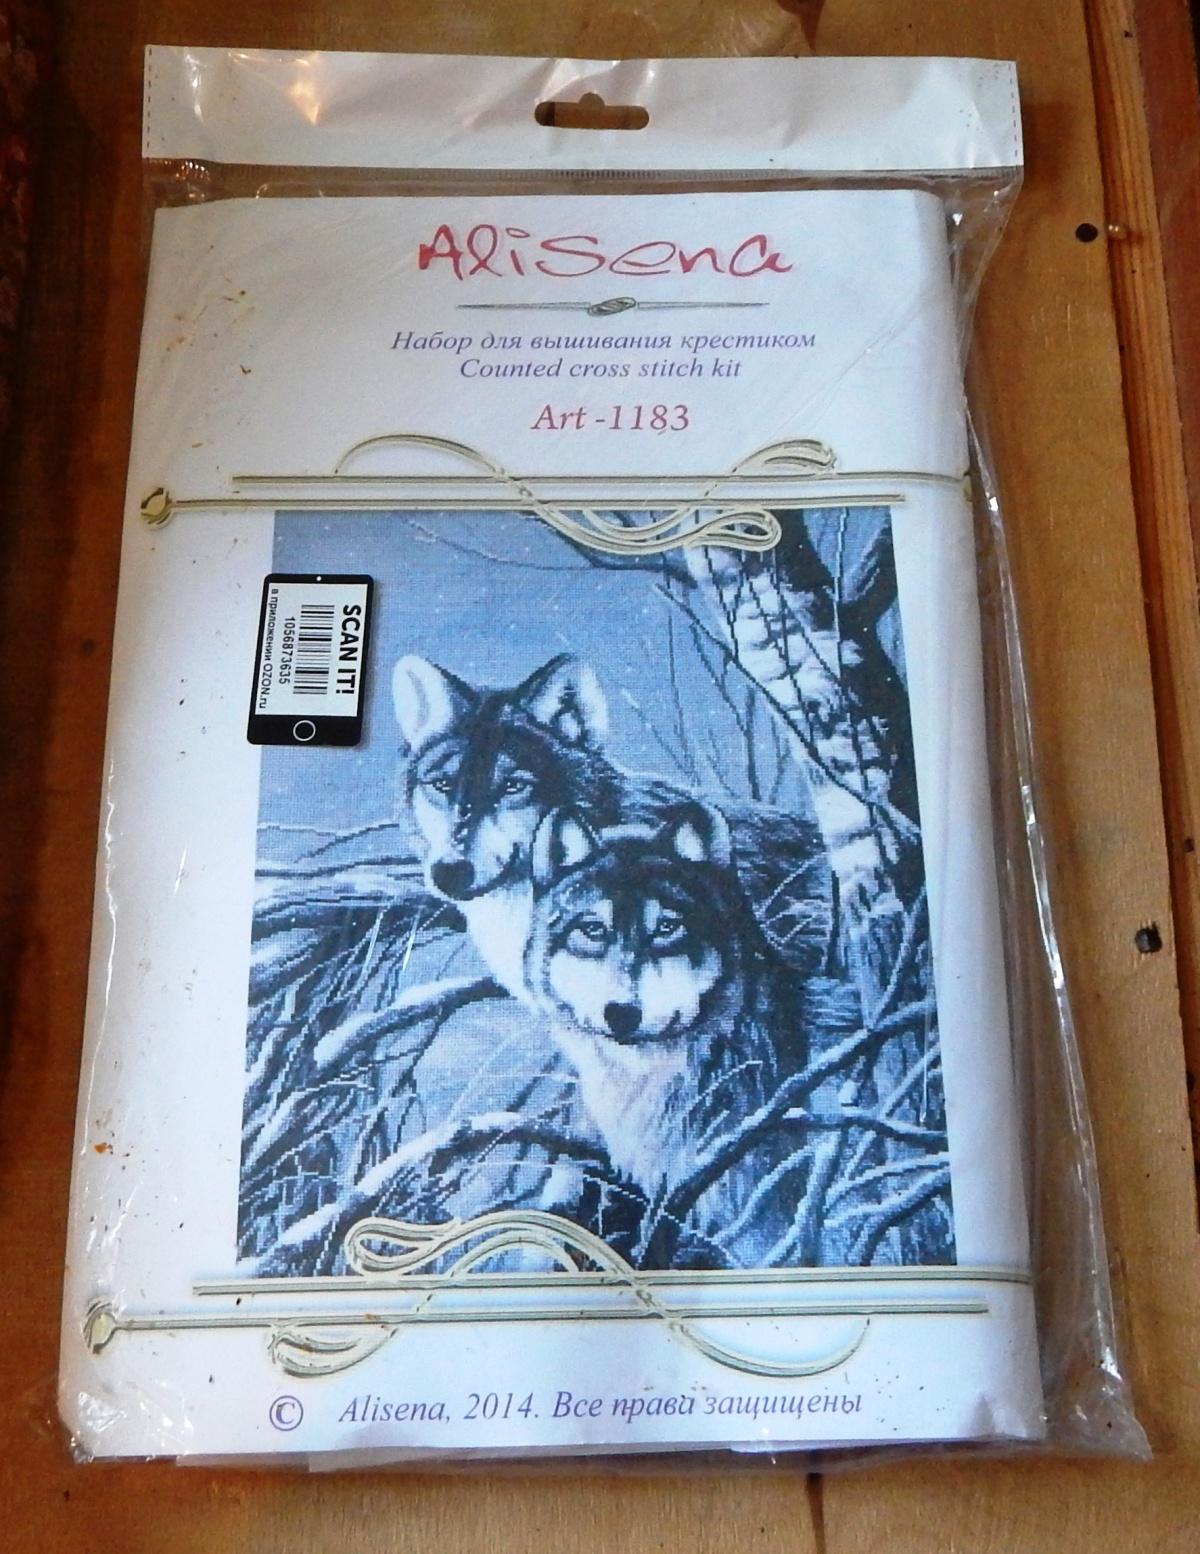 Alisena
Набор для вышивания крестиком
Counted cross stitch kit
Art -1183
SCAN IT!
1056873635
в приложении OZON.ru
© Alisena, 2014. Все права защищены